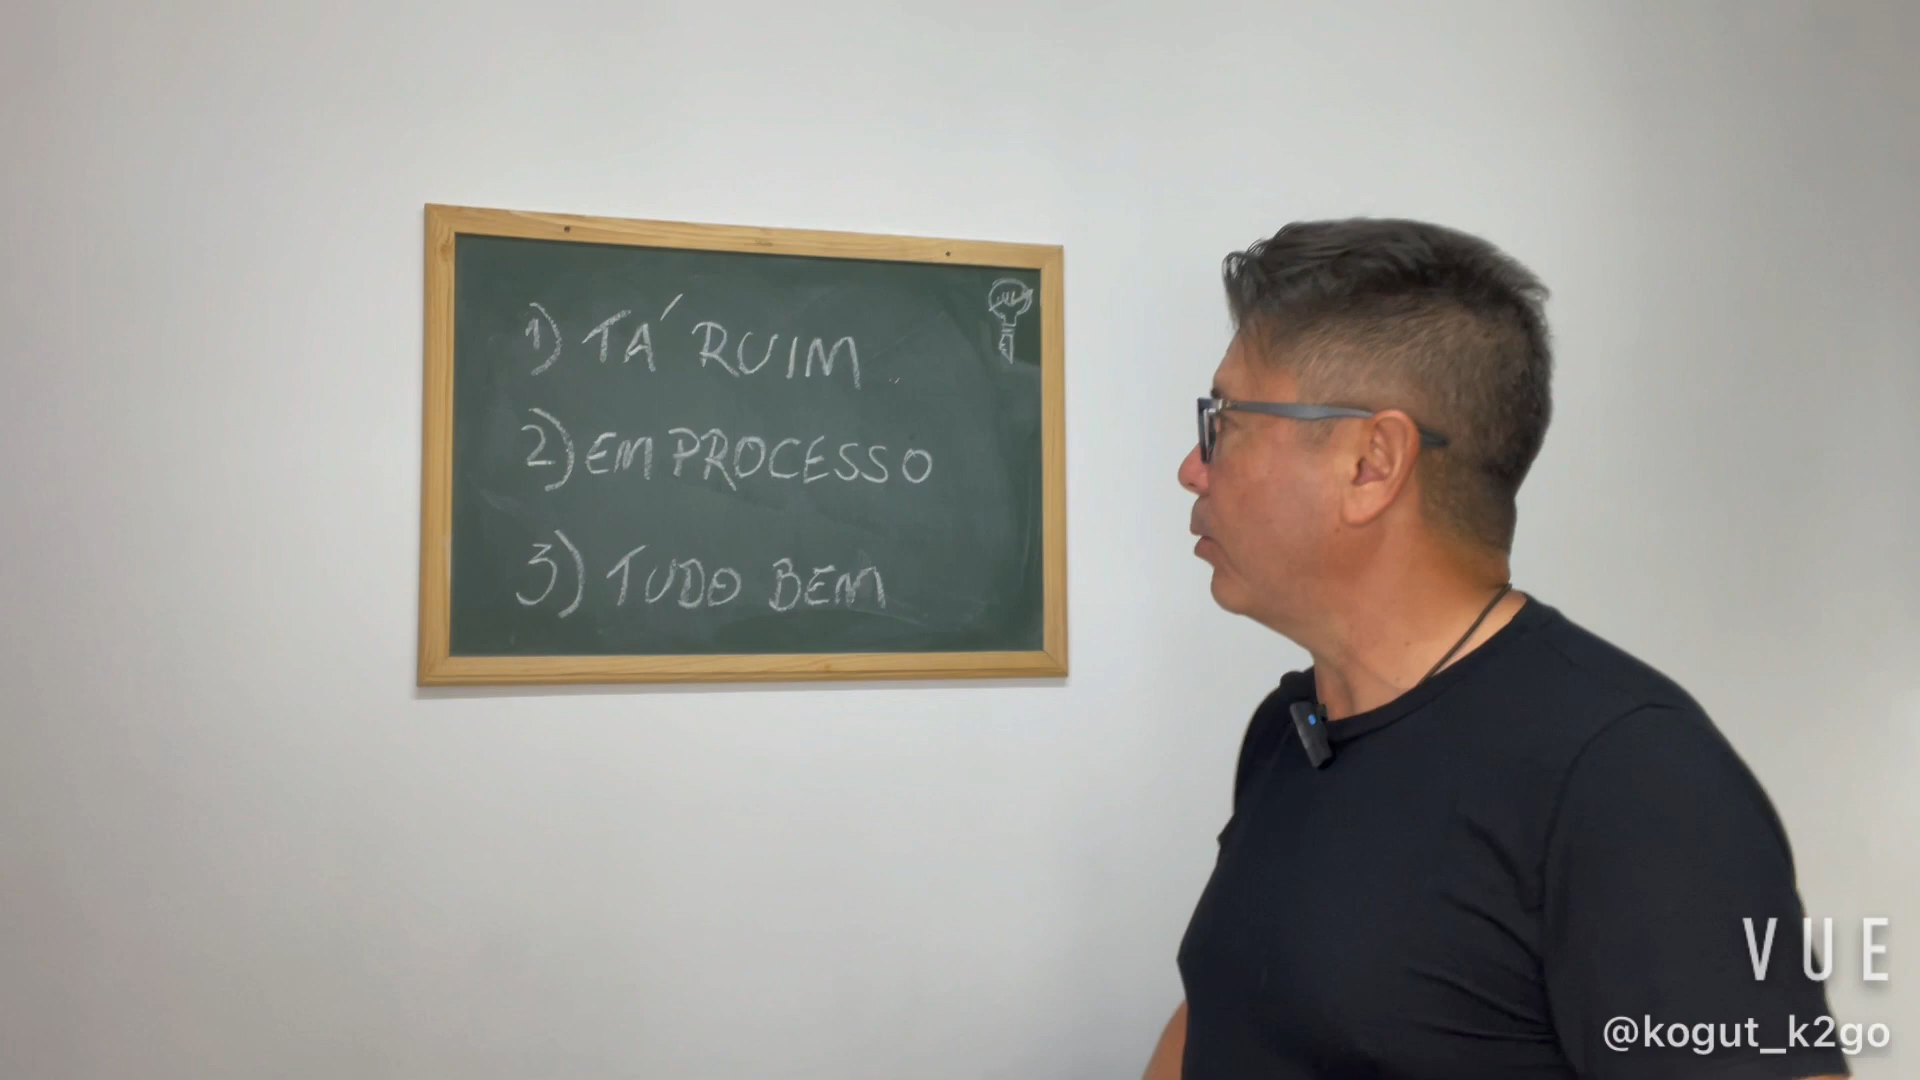 1) TÁ RUIM
2) EM PROCESSO
3) TUDO BEM
VUE
@kogut_k2go